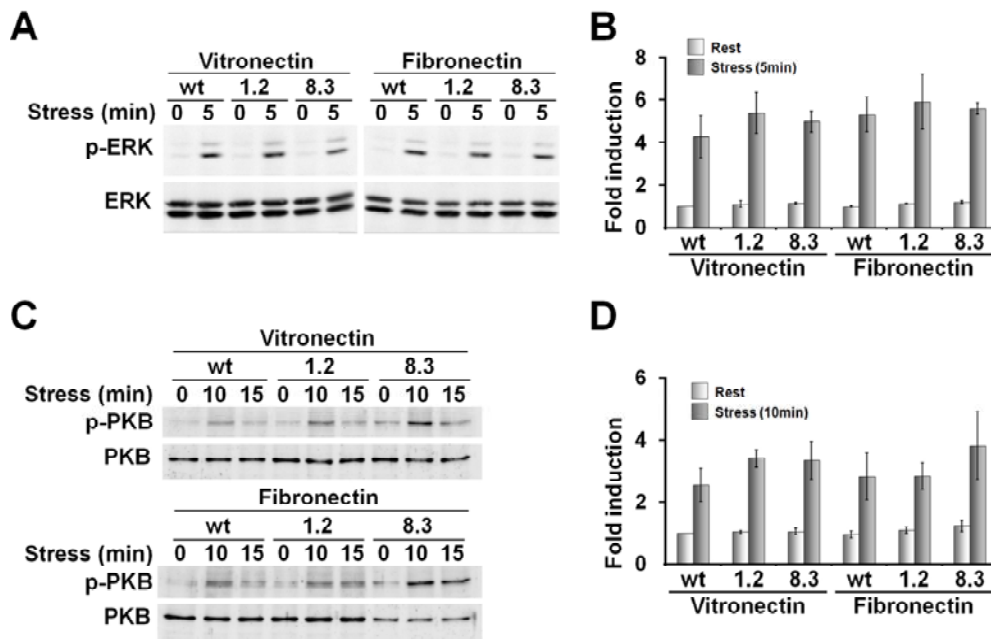 A
Vitronectin Fibronectin
wt 1.2 8.3 wt 1.2 8.3
Stress (min) 0 5 0 5 0 5 0 5 0 5 0 5
p-ERK
ERK
B
Rest
Stress (5min)
Fold induction
8
6
4
2
0
wt 1.2 8.3 wt 1.2 8.3
Vitronectin Fibronectin
C
Vitronectin
wt 1.2 8.3
Stress (min) 0 10 15 0 10 15 0 10 15
p-PKB
PKB
Fibronectin
wt 1.2 8.3
Stress (min) 0 10 15 0 10 15 0 10 15
p-PKB
PKB
D
Rest
Stress (10min)
Fold induction
6
4
2
0
wt 1.2 8.3 wt 1.2 8.3
Vitronectin Fibronectin